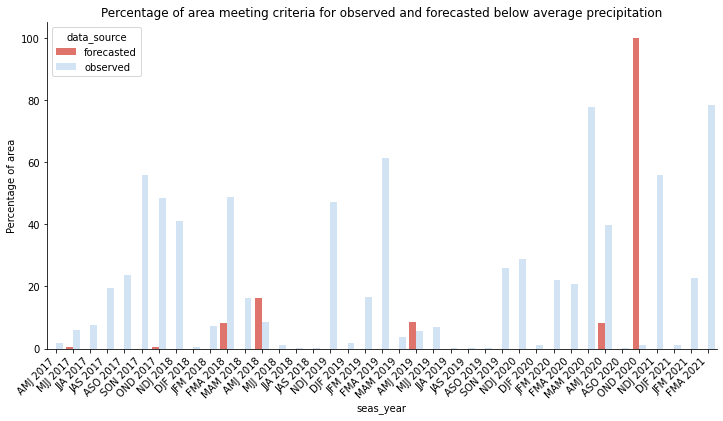 Percentage of area meeting criteria for observed and forecasted below average precipitation
data_source
forecasted
observed
Percentage of area
100
80
60
40
20
0
AMJ 2017
MJJ 2017
JJA 2017
JAS 2017
ASO 2017
SON 2017
OND 2017
NDJ 2018
DJF 2018
JFM 2018
FMA 2018
MAM 2018
AMJ 2018
MJJ 2018
JJA 2018
JAS 2018
NDJ 2019
DJF 2019
JFM 2019
FMA 2019
MAM 2019
AMJ 2019
MJJ 2019
JJA 2019
JAS 2019
ASO 2019
SON 2019
NDJ 2020
DJF 2020
JFM 2020
FMA 2020
MAM 2020
AMJ 2020
ASO 2020
OND 2020
NDJ 2021
DJF 2021
JFM 2021
FMA 2021
seas_year